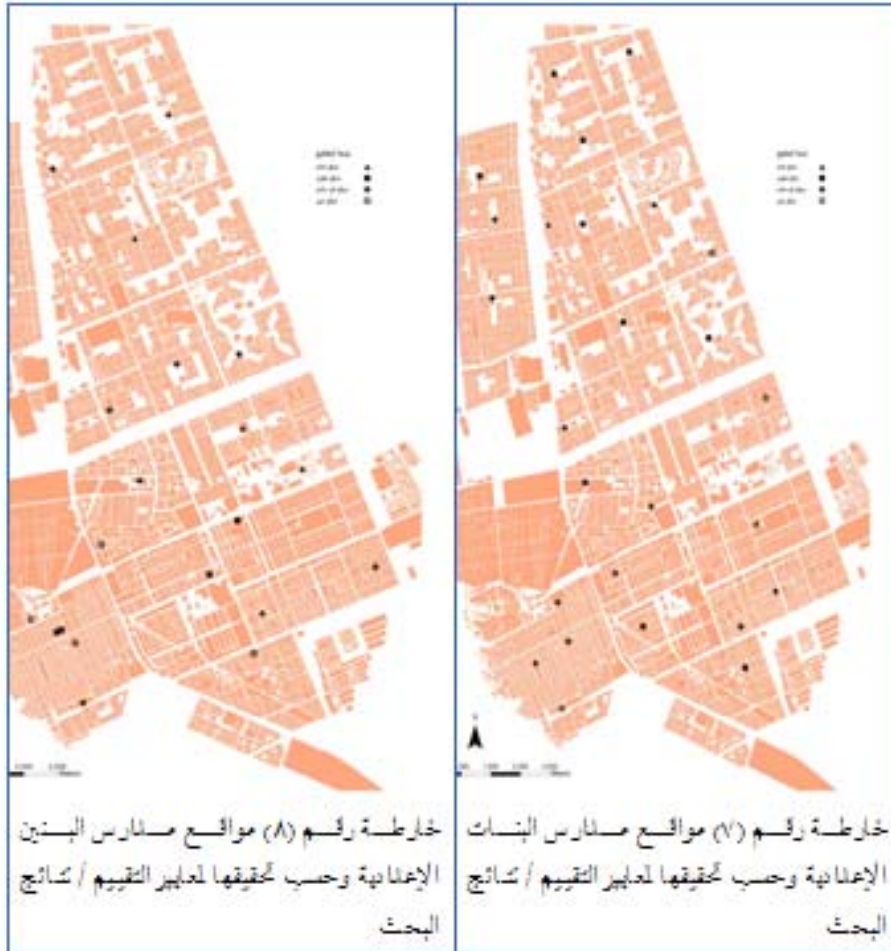 خارطة رقم (٧) مواقع مدارس البنات
الإعدادية وحسب تحقيقها لمعايير التقييم / نتائج
البحث
خارطة رقم (٨) مواقع مدارس البنين
الإعدادية وحسب تحقيقها لمعايير التقييم / نتائج
البحث